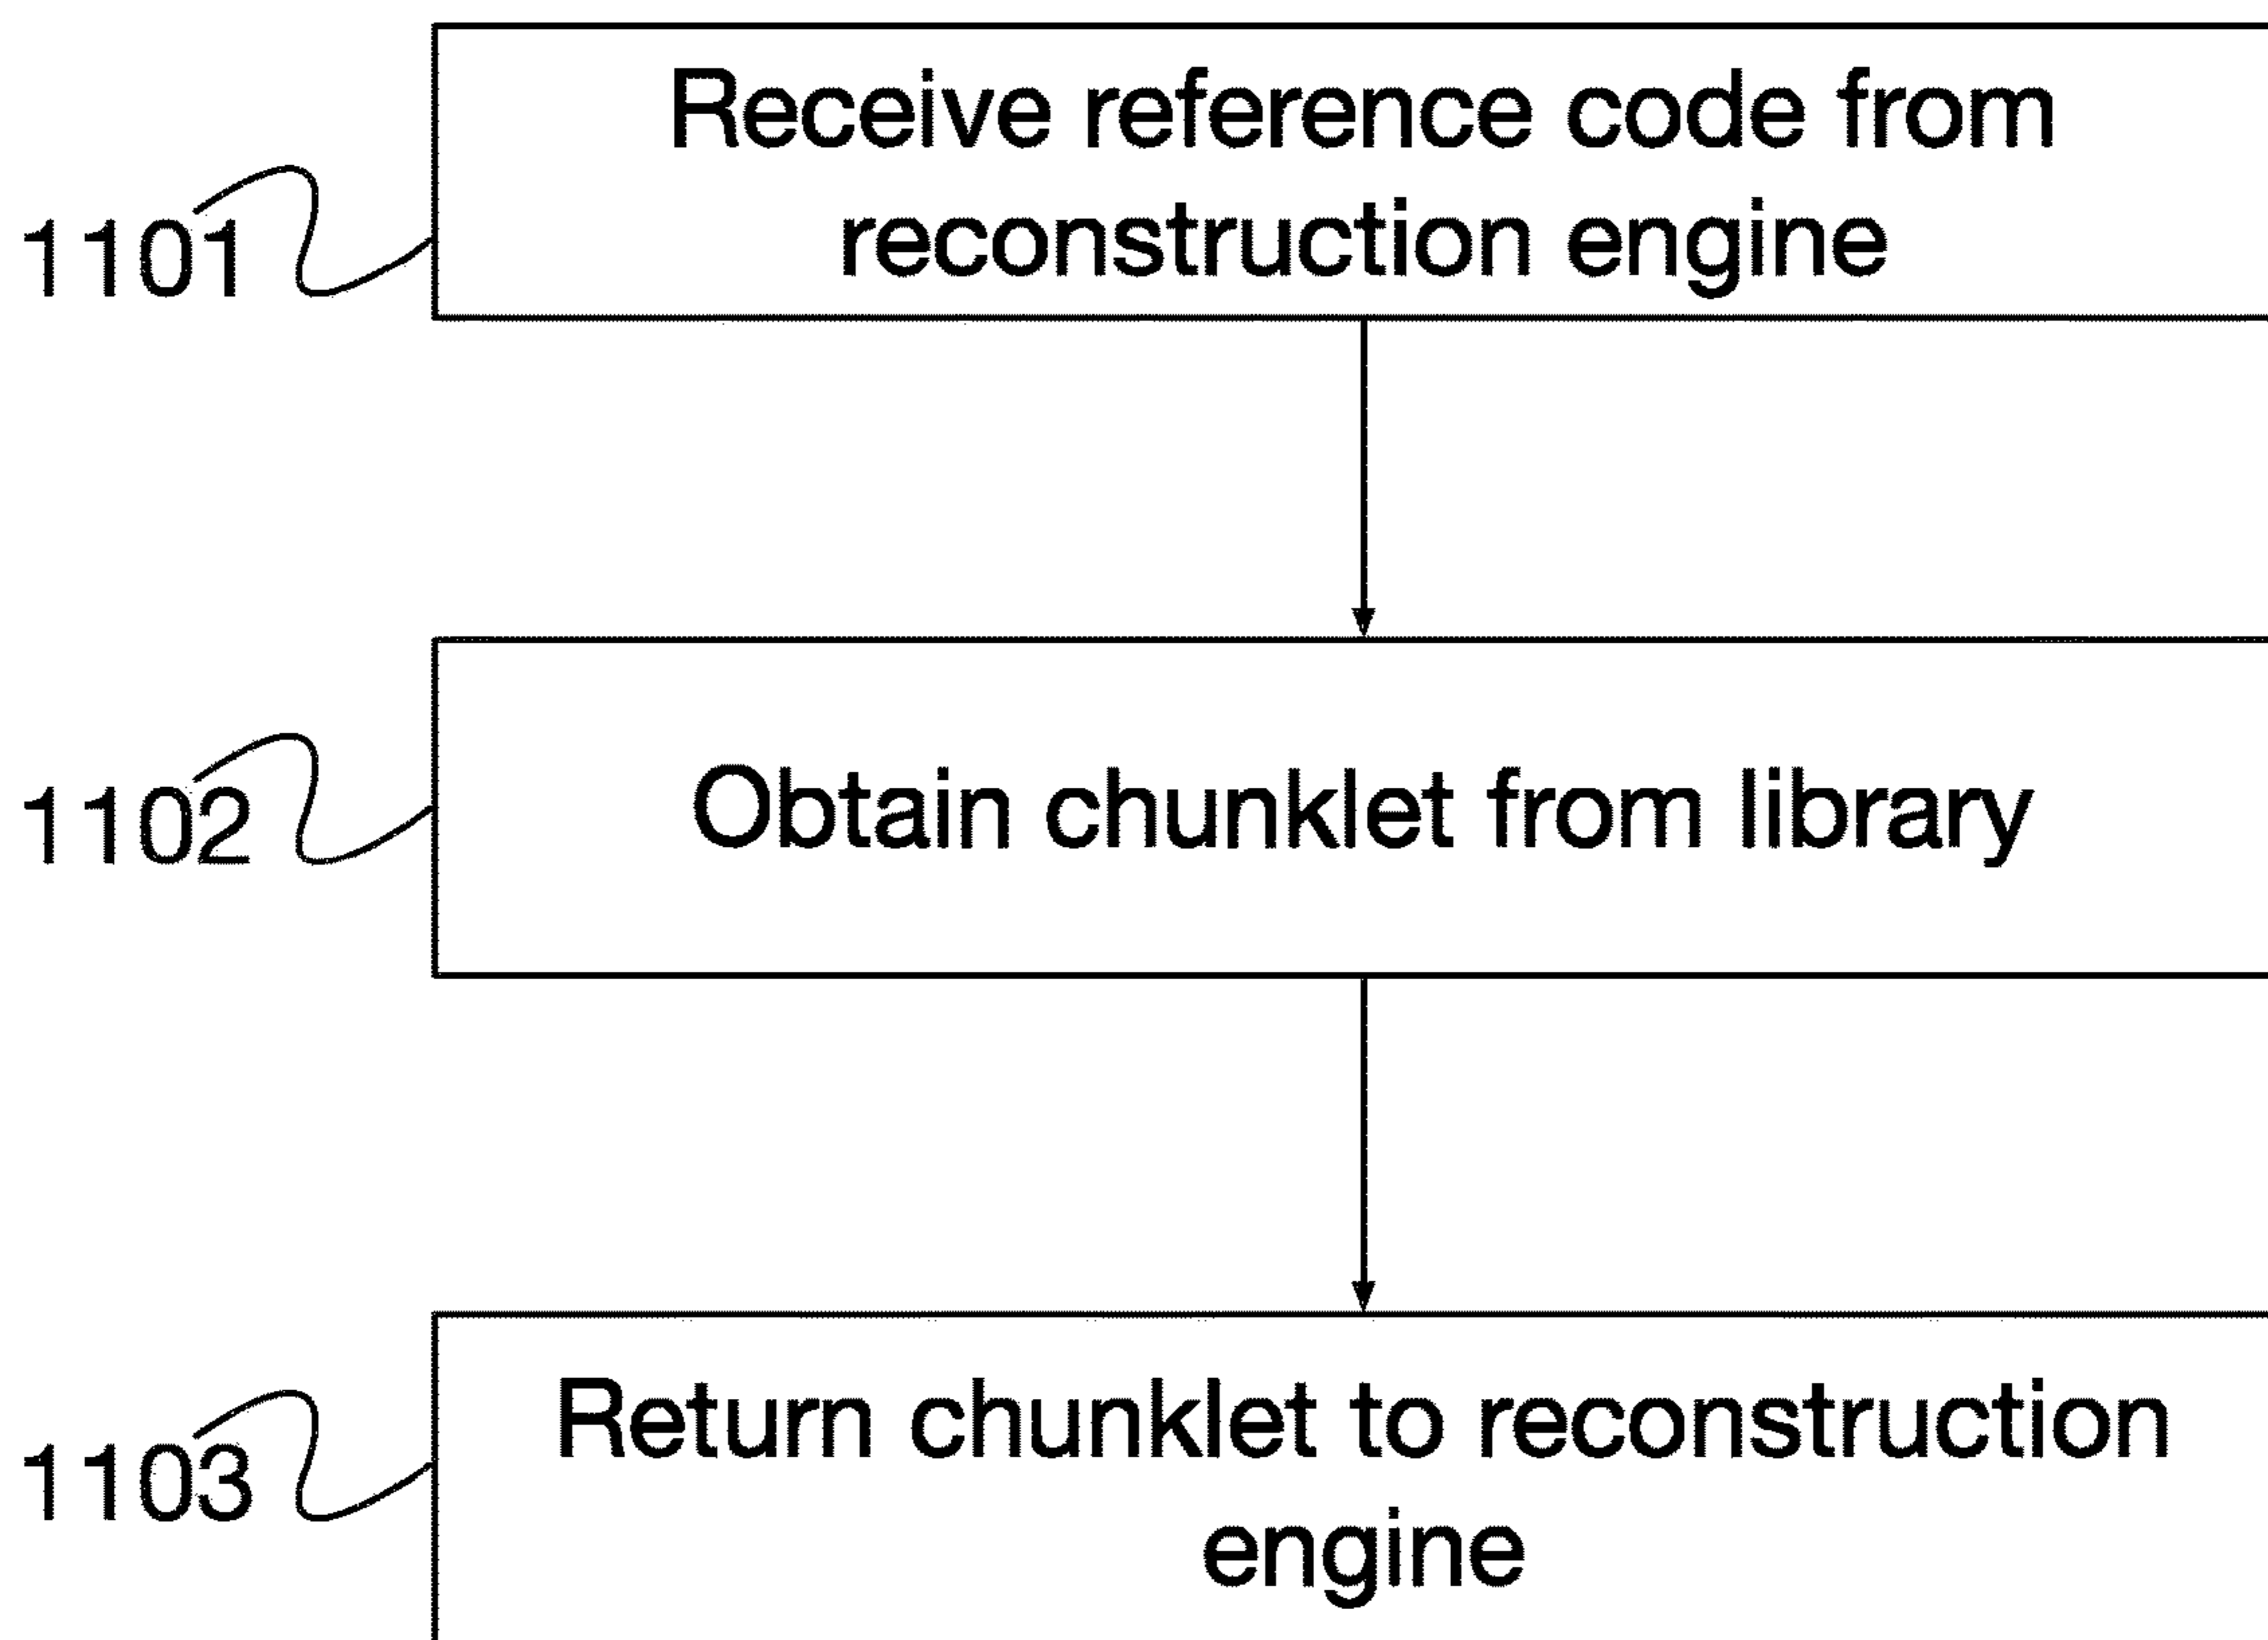 Receive reference code from
reconstruction engine
1101
Obtain chunklet from library
1102
Return chunklet to reconstruction
engine
1103